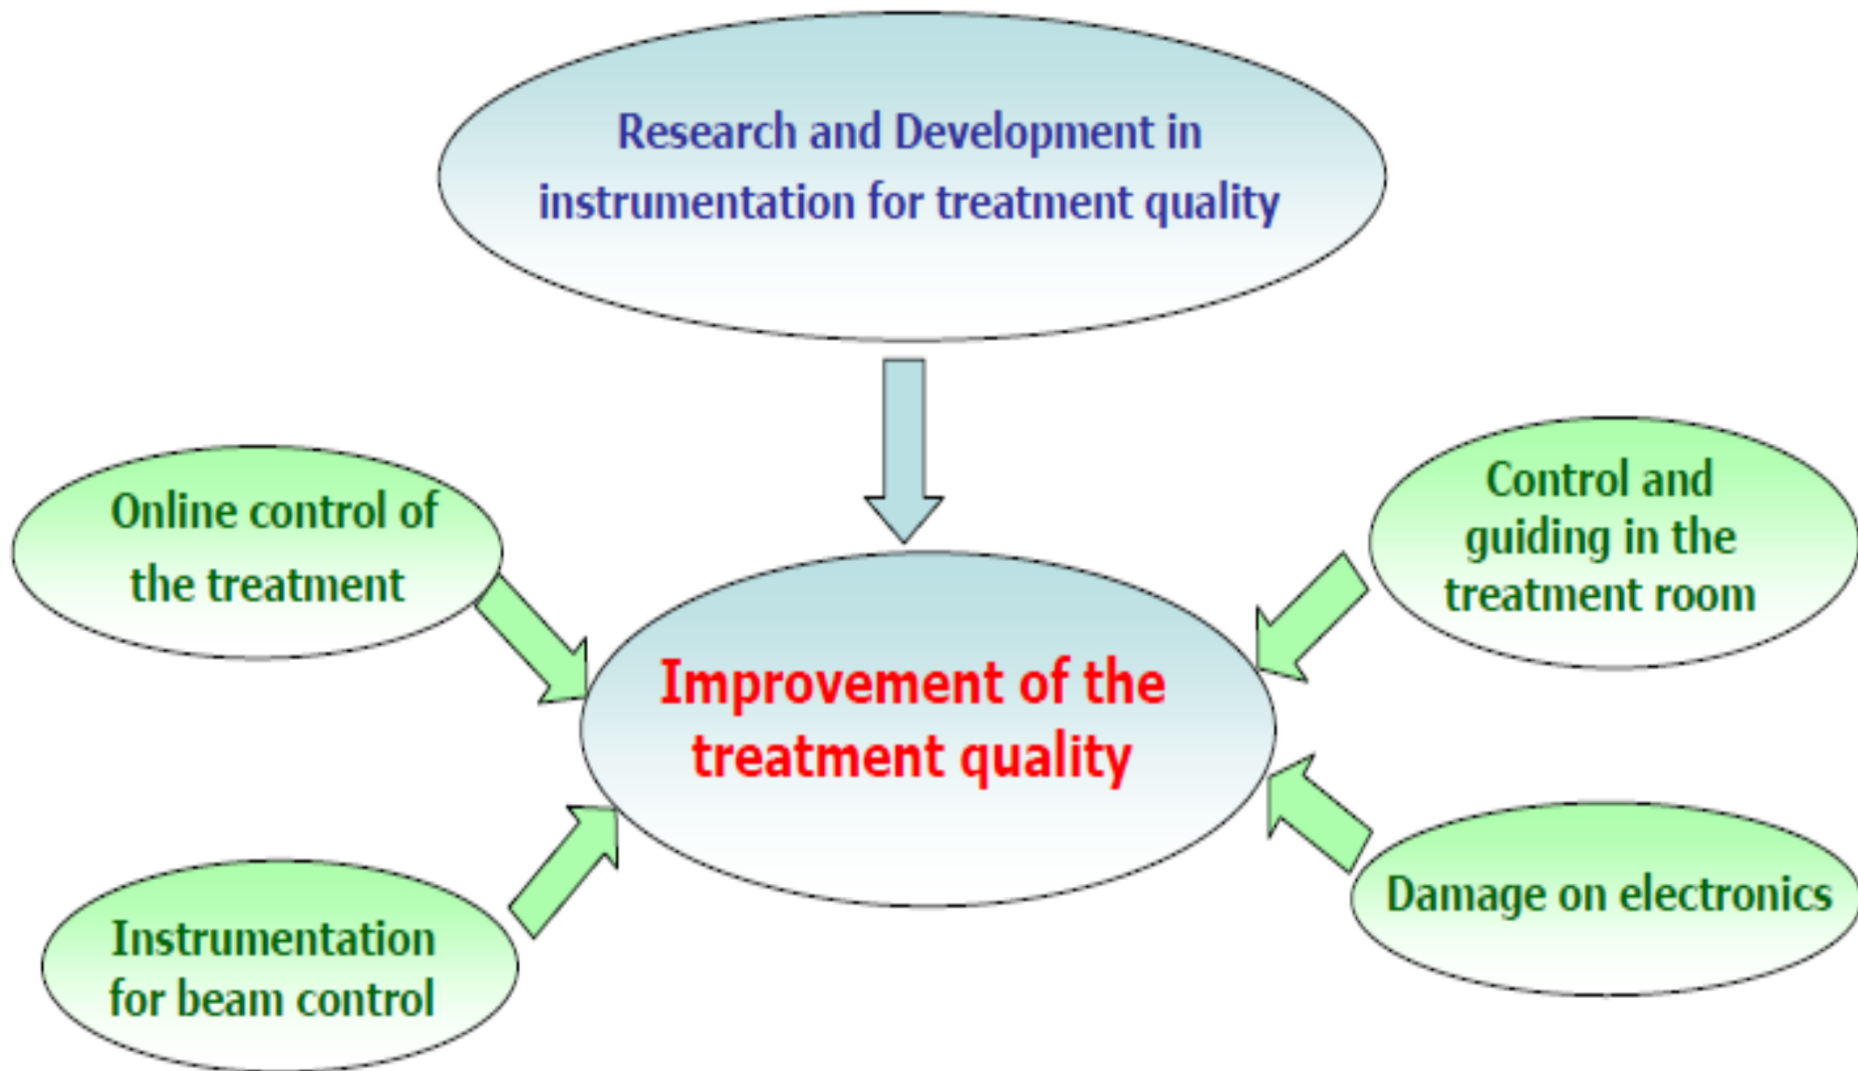 Research and Development in
instrumentation for treatment quality
Online control of
the treatment
Control and
guiding in the
treatment room
Improvement of the
treatment quality
Instrumentation
for beam control
Damage on electronics